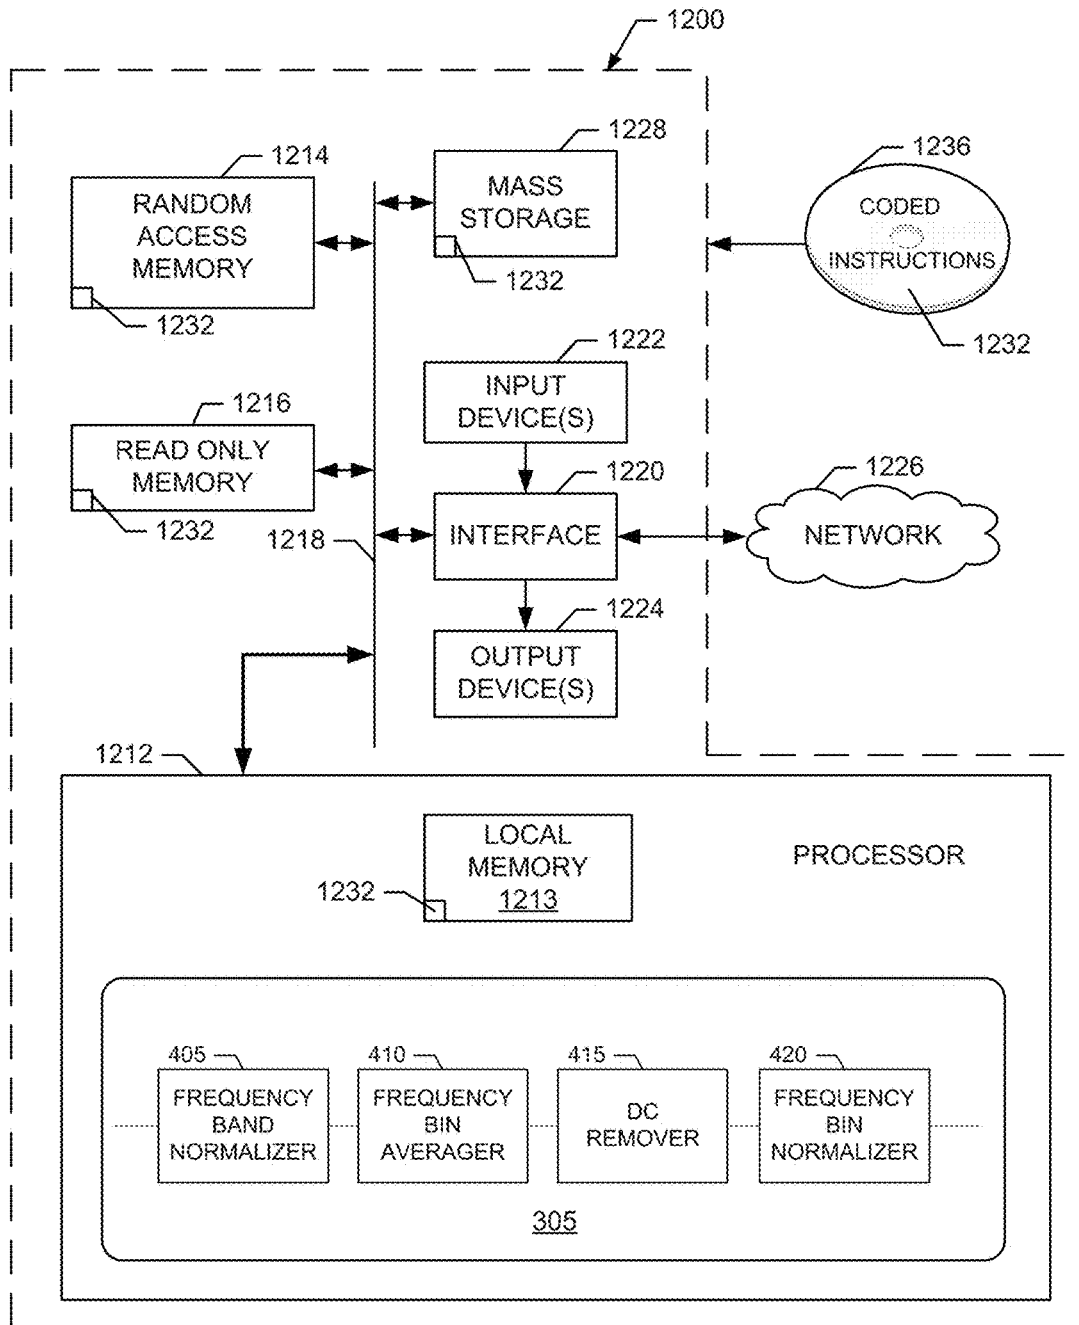 1200
1214
RANDOM
ACCESS
MEMORY
1232
1228
MASS
STORAGE
1232
1236
CODED
INSTRUCTIONS
1232
1222
INPUT
DEVICE(S)
1216
READ ONLY
MEMORY
1232
1218
1220
INTERFACE
1226
NETWORK
1224
OUTPUT
DEVICE(S)
1212
LOCAL
MEMORY
1213
1232
PROCESSOR
405
FREQUENCY
BAND
NORMALIZER
410
FREQUENCY
BIN
AVERAGER
415
DC
REMOVER
420
FREQUENCY
BIN
NORMALIZER
305